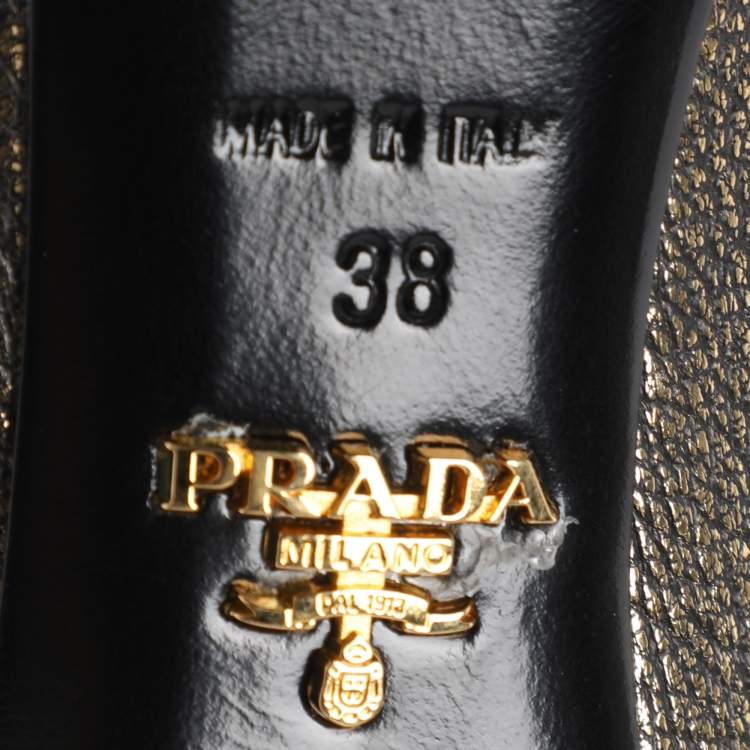 MADE IN ITALY
38
PRADA
MILANO
DAL 1913